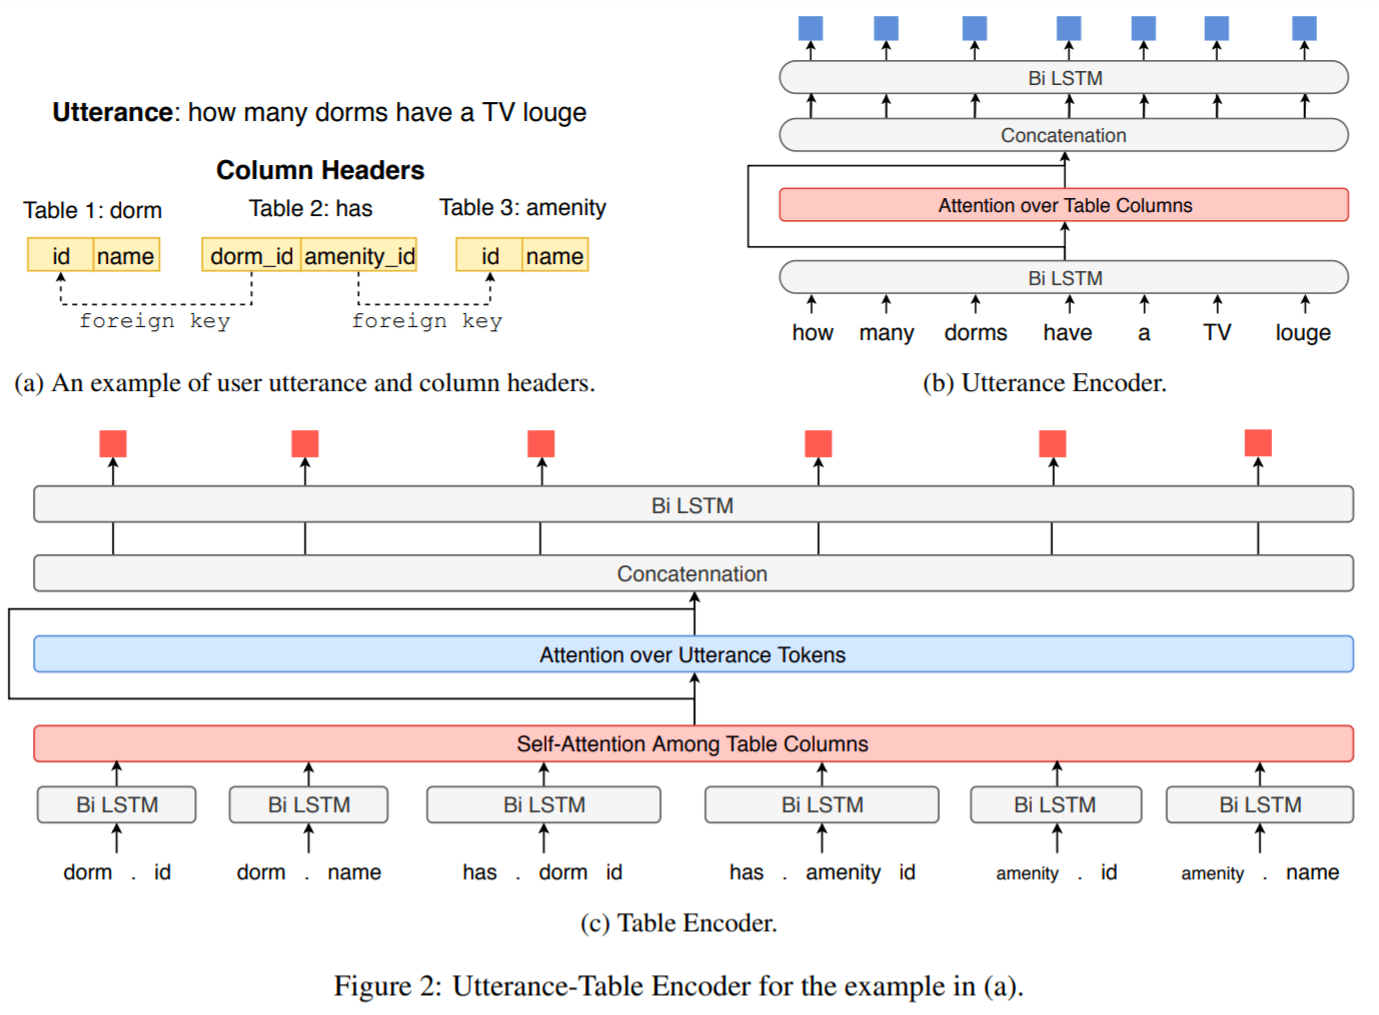 Utterance: how many dorms have a TV louge
Column Headers
Table 1: dorm
Table 2: has
Table 3: amenity
id name
dorm_id amenity_id
id name
foreign key
foreign key
(a) An example of user utterance and column headers.
Bi LSTM
Concatenation
Attention over Table Columns
Bi LSTM
how many dorms have a TV louge
(b) Utterance Encoder.
Bi LSTM
Concatennation
Attention over Utterance Tokens
Self-Attention Among Table Columns
Bi LSTM Bi LSTM Bi LSTM Bi LSTM Bi LSTM Bi LSTM
dorm . id dorm . name has . dorm id has . amenity id amenity . id amenity . name
(c) Table Encoder.
Figure 2: Utterance-Table Encoder for the example in (a).